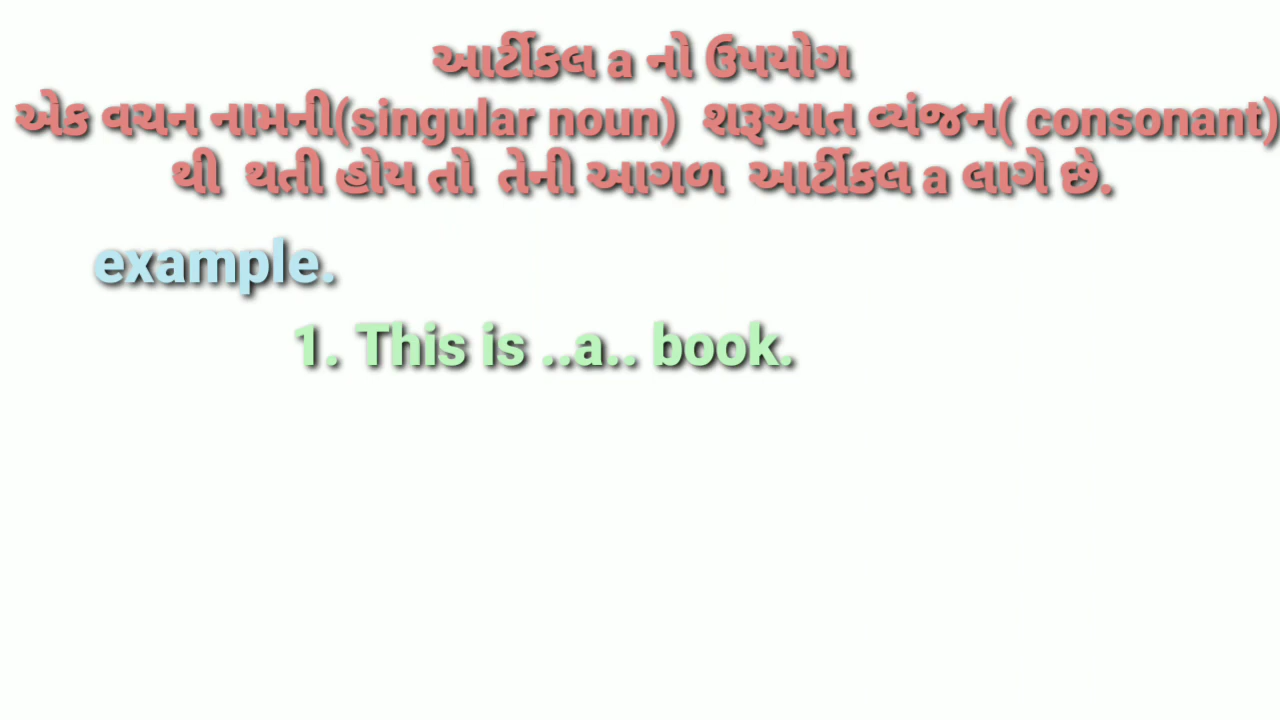 આર્ટીકલ a નો ઉપયોગ
એક વચન નામની(singular noun) શરૂઆત વ્યંજન( consonant)
થી થતી હોય તો તેની આગળ આર્ટીકલ a લાગે છે.
example.
1. This is ..a.. book.